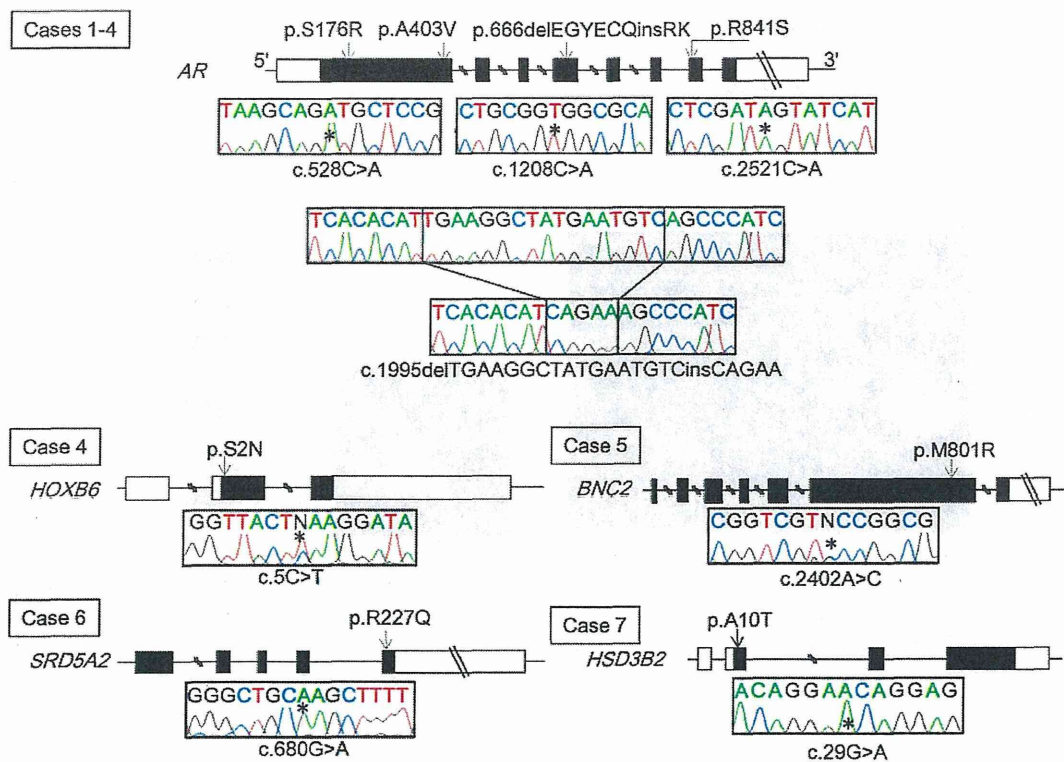 Cases 1-4
p.S176R p.A403V p.666delEGYECQinsRK p.R841S
AR 5' 3'
TAAGCAGATGCTCCG CTGCGGTGGCGCA CTCGATAGTATCAT
* * *
c.528C>A c.1208C>A c.2521C>A
TCACACATTGAAGGCTATGAATGTCAGCCCATC
TCACACATCAGAAAGCCCATC
c.1995delTGAAGGCTATGAATGTCinsCAGAA
Case 4
p.S2N
HOXB6
GGTTACTNAAGGATA
*
c.5C>T
Case 5
p.M801R
BNC2
CGGTCGTNCCGGCG
*
c.2402A>C
Case 6
p.R227Q
SRD5A2
GGGCTGCAAGCTTTT
*
c.680G>A
Case 7
p.A10T
HSD3B2
ACAGGAACAGGAG
*
c.29G>A